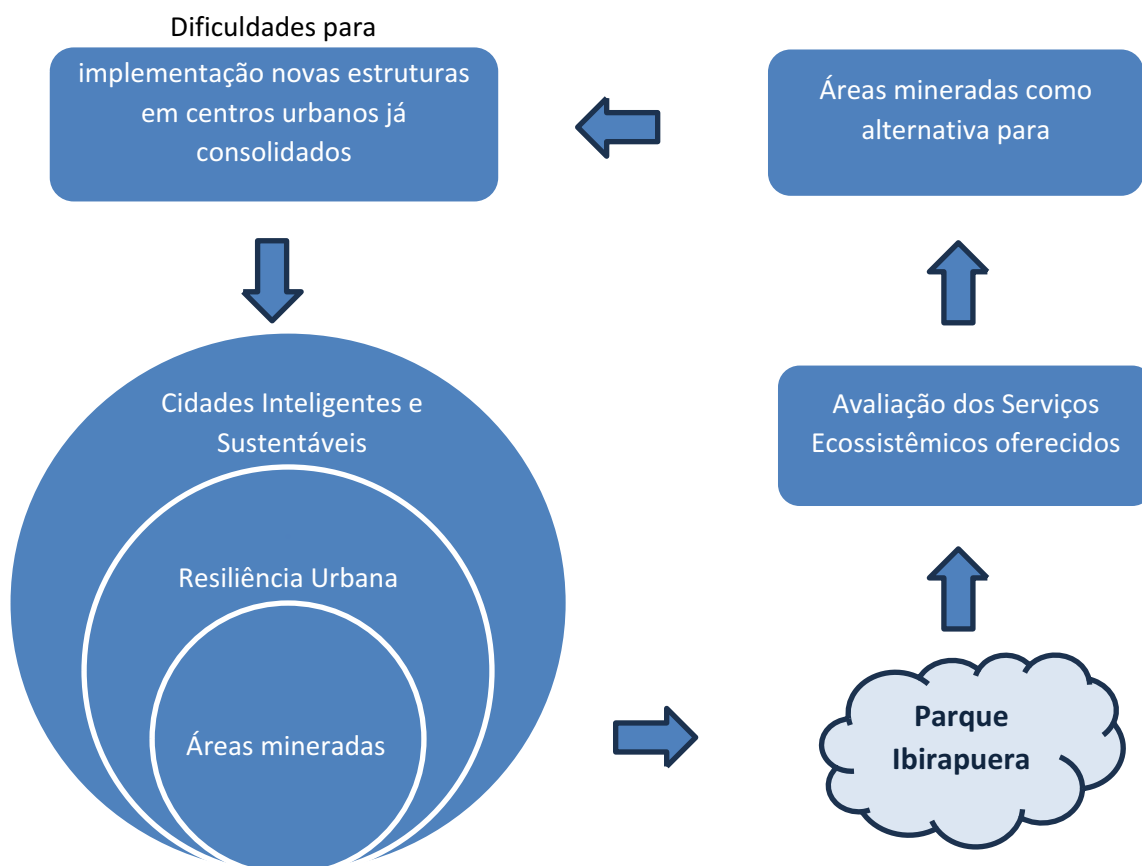 Dificuldades para
implementação novas estruturas
em centros urbanos já
consolidados
Áreas mineradas como
alternativa para
Cidades Inteligentes e
Sustentáveis
Resiliência Urbana
Áreas mineradas
Avaliação dos Serviços
Ecossistêmicos oferecidos
Parque
Ibirapuera